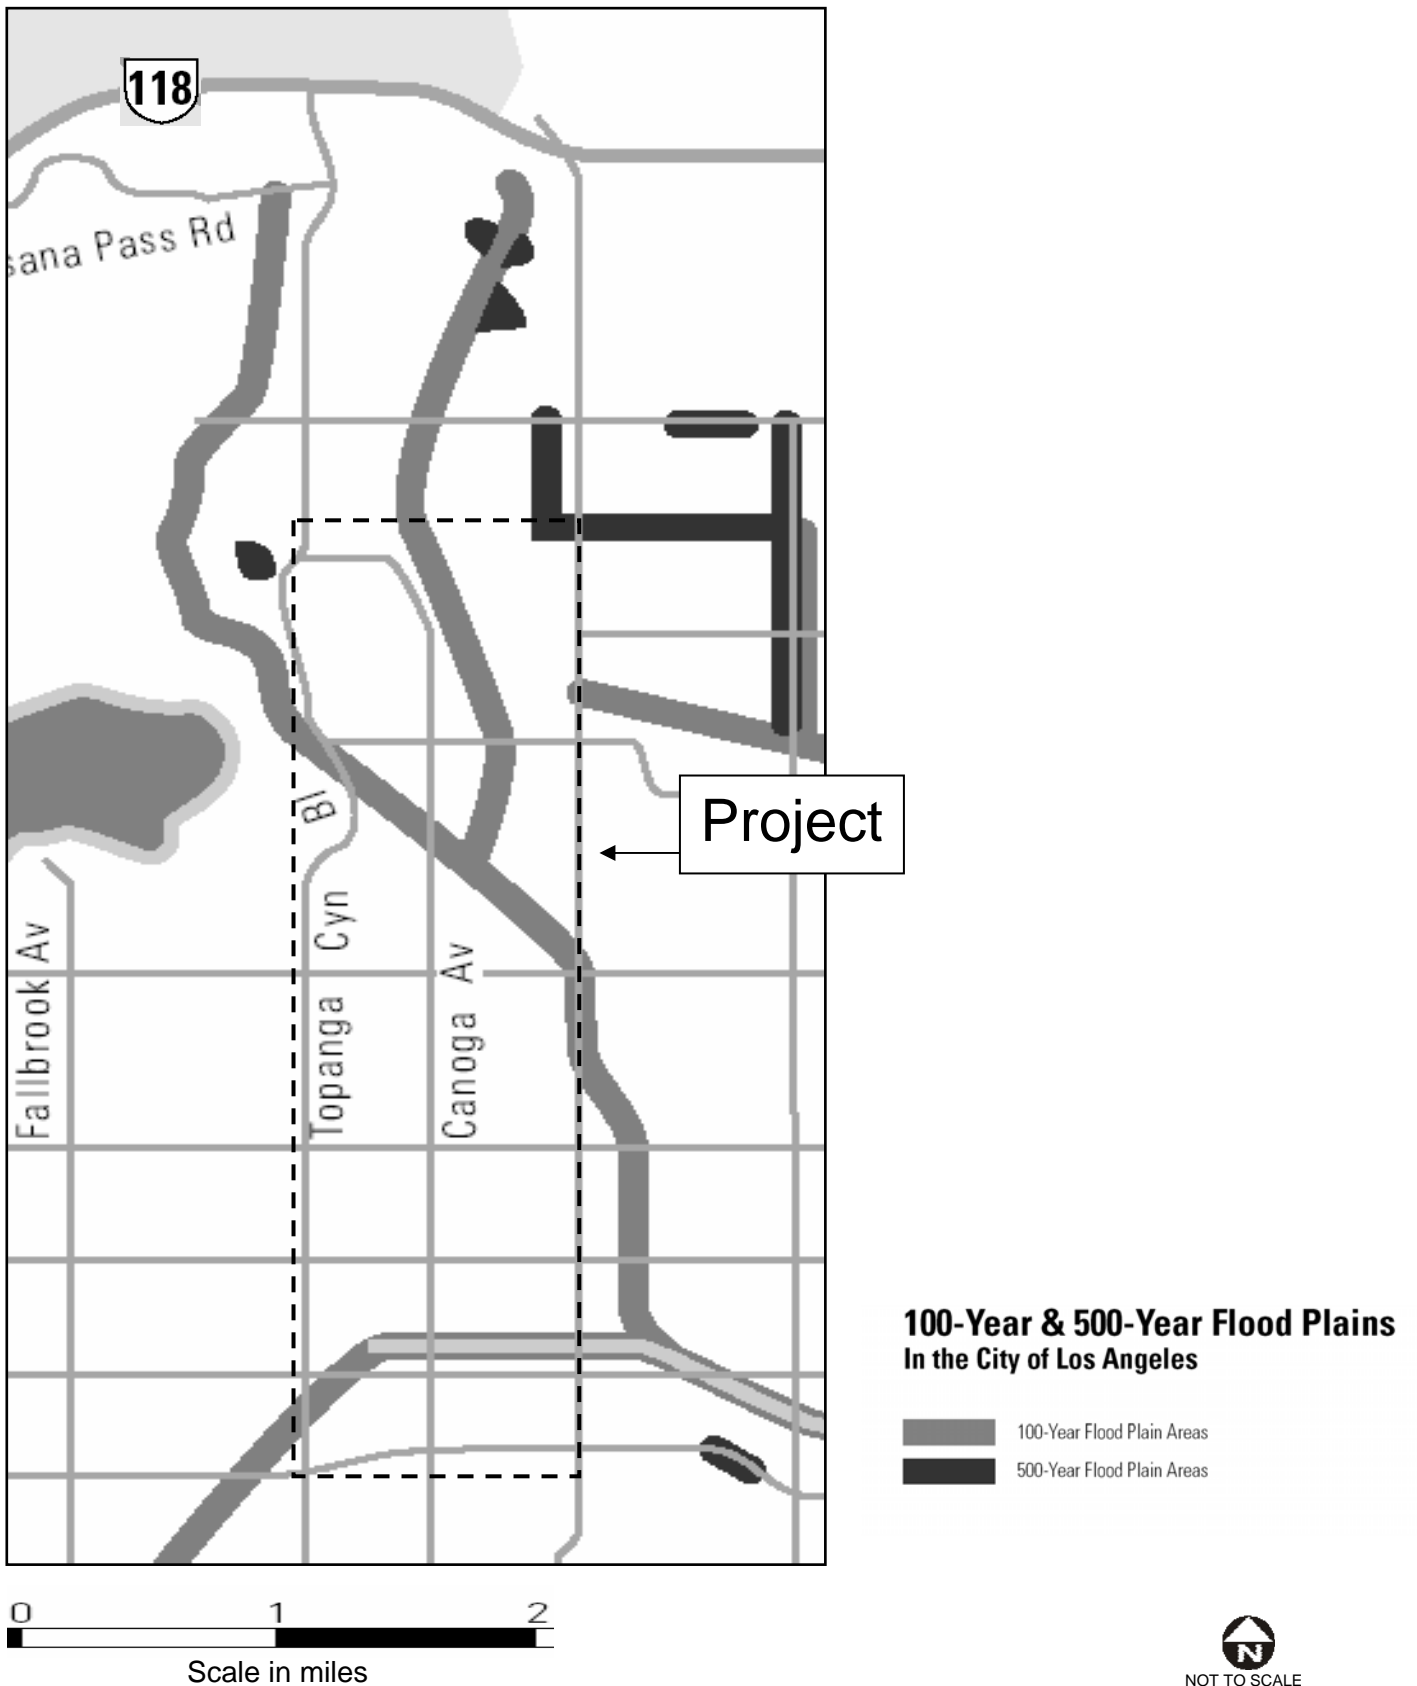 118
sana Pass Rd
Project
Bl
Topanga Cyn
Canoga Av
Fallbrook Av
100-Year & 500-Year Flood Plains
In the City of Los Angeles
100-Year Flood Plain Areas
500-Year Flood Plain Areas
0 1 2
Scale in miles
N
NOT TO SCALE